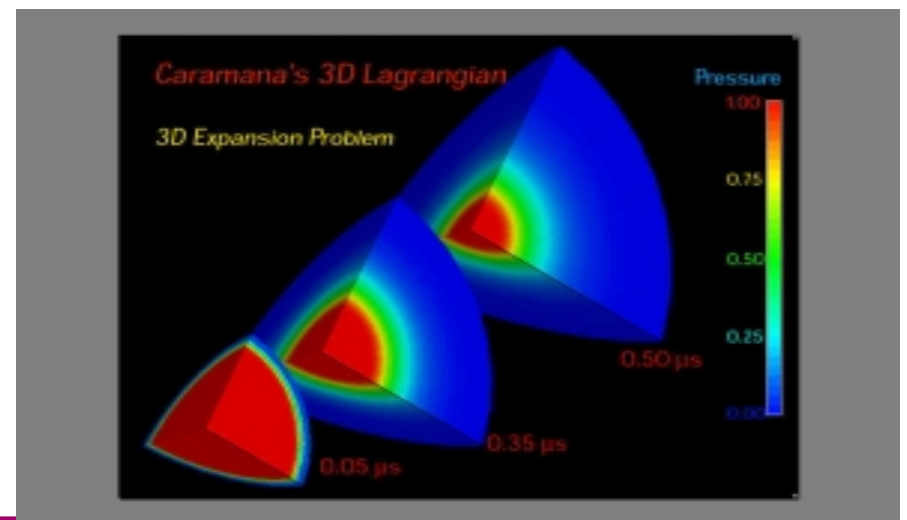 Caramana's 3D Lagrangian
Pressure
1.00
3D Expansion Problem
0.75
0.50
0.25
0.50 µs
0.00
0.35 µs
0.05 µs